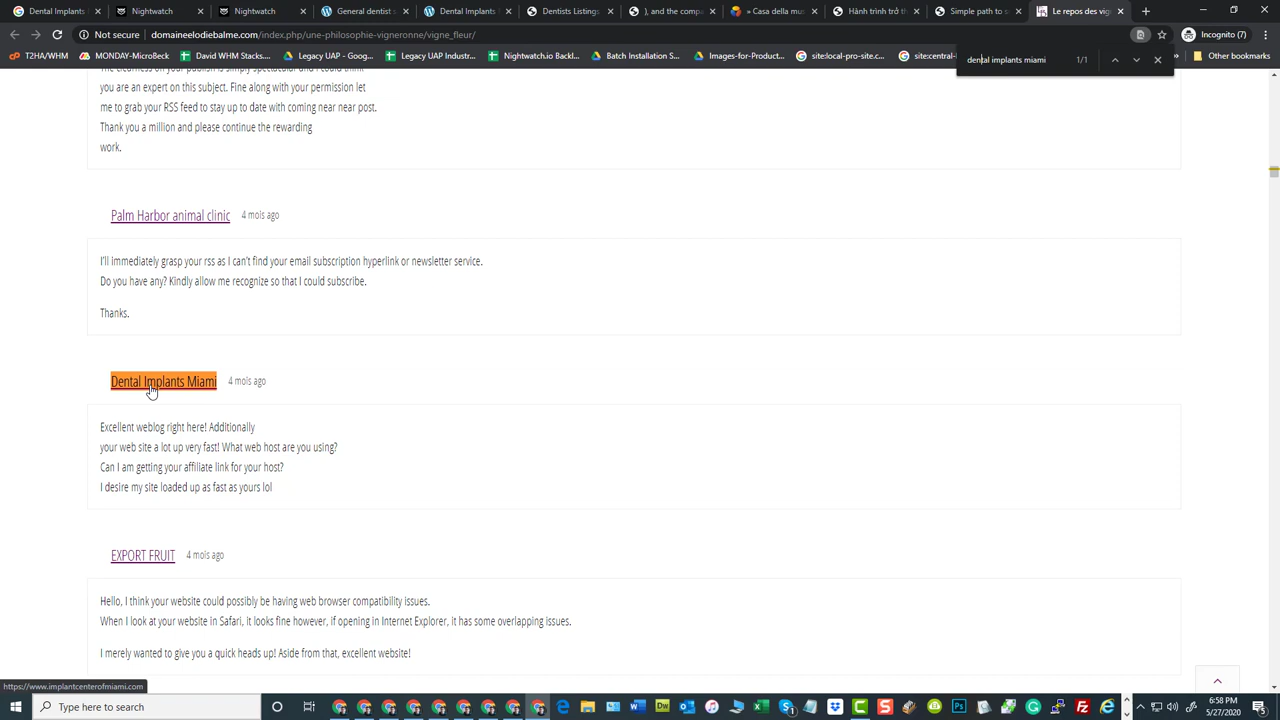 Dental Implants
Nightwatch
Nightwatch
General dentist
Dental Implants
Dentists Listings
), and the compa
« Casa della mur
Hành trình trở th
Simple path to s
Le repos des vig
Not secure
domaineelodiebalme.com/index.php/une-philosophie-vigneronne/vigne_fleur/
Incognito (7)
T2HA/WHM
MONDAY-MicroBeast
David WHM Stacks...
Legacy UAP - Goog...
Legacy UAP Industr...
Nightwatch.io Backl...
Batch Installation S...
Images-for-Product...
sitelocal-pro-site.c...
site:central-l
Other bookmarks
dental implants miami
1/1
you are an expert on this subject. Fine along with your permission let
me to grab your RSS feed to stay up to date with coming near near post.
Thank you a million and please continue the rewarding
work.
Palm Harbor animal clinic 4 mois ago
I'll immediately grasp your rss as I can't find your email subscription hyperlink or newsletter service.
Do you have any? Kindly allow me recognize so that I could subscribe.
Thanks.
Dental Implants Miami 4 mois ago
Excellent weblog right here! Additionally
your web site a lot up very fast! What web host are you using?
Can I am getting your affiliate link for your host?
I desire my site loaded up as fast as yours lol
EXPORT FRUIT 4 mois ago
Hello, I think your website could possibly be having web browser compatibility issues.
When I look at your website in Safari, it looks fine however, if opening in Internet Explorer, it has some overlapping issues.
I merely wanted to give you a quick heads up! Aside from that, excellent website!
https://www.implantcenterofmiami.com
Type here to search
6:58 PM
5/27/2020